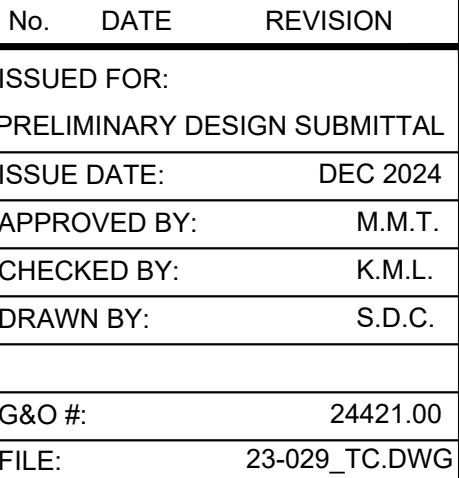 No. DATE REVISION
ISSUED FOR:
PRELIMINARY DESIGN SUBMITTAL
ISSUE DATE: DEC 2024
APPROVED BY: M.M.T.
CHECKED BY: K.M.L.
DRAWN BY: S.D.C.
G&O #: 24421.00
FILE: 23-029_TC.DWG